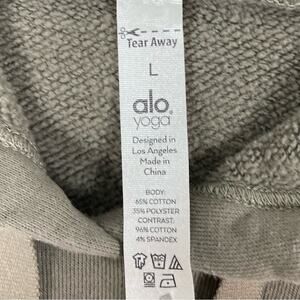 Tear Away
L
alo®
yoga
Designed in
Los Angeles
Made in
China
BODY:
65% COTTON
35% POLYSTER
CONTRAST:
96% COTTON
4% SPANDEX